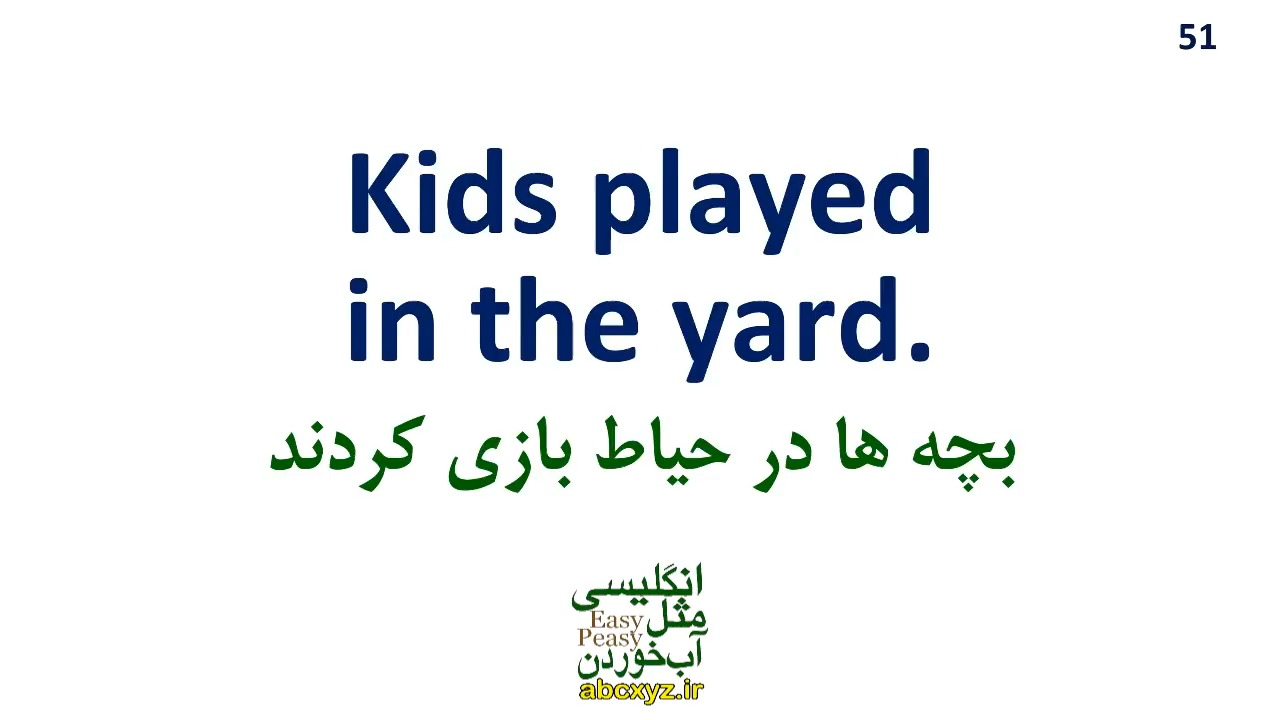 51
Kids played
in the yard.
بچه ها در حیاط بازی کردند
انگلیسی
مثل
Easy
Peasy
آب‌خوردن
abcxyz.ir